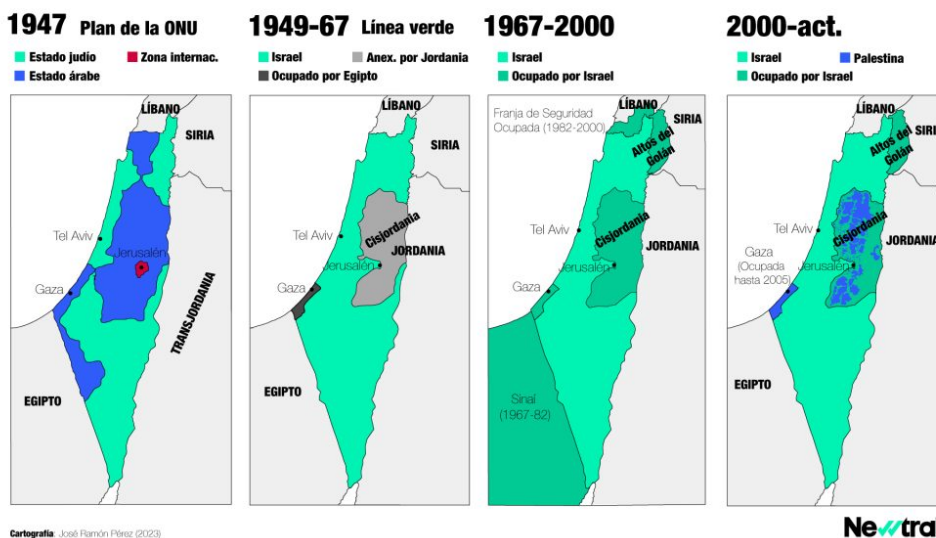 1947 Plan de la ONU
Estado judío
Zona internac.
Estado árabe
LÍBANO
SIRIA
Tel Aviv
Jerusalén
Gaza
TRANSJORDANIA
EGIPTO
1949-67 Línea verde
Israel
Anex. por Jordania
Ocupado por Egipto
LÍBANO
SIRIA
Tel Aviv
Cisjordania
JORDANIA
Jerusalén
Gaza
EGIPTO
1967-2000
Israel
Ocupado por Israel
Franja de Seguridad
Ocupada (1982-2000)
LÍBANO
SIRIA
Altos del
Golán
Tel Aviv
Cisjordania
JORDANIA
Jerusalén
Gaza
Sinaí
(1967-82)
2000-act.
Israel
Palestina
Ocupado por Israel
LÍBANO
SIRI
Altos del
Golán
Tel Aviv
Cisjordania
JORDANIA
Gaza
(Ocupada
hasta 2005)
Jerusalén
EGIPTO
Cartografía: José Ramón Pérez (2023)
Newtral